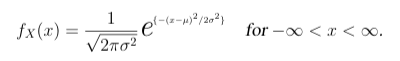 f_X(x) = \frac{1}{\sqrt{2\pi\sigma^2}} e^{\{-(x-\mu)^2/2\sigma^2\}} for −∞ < x < ∞.